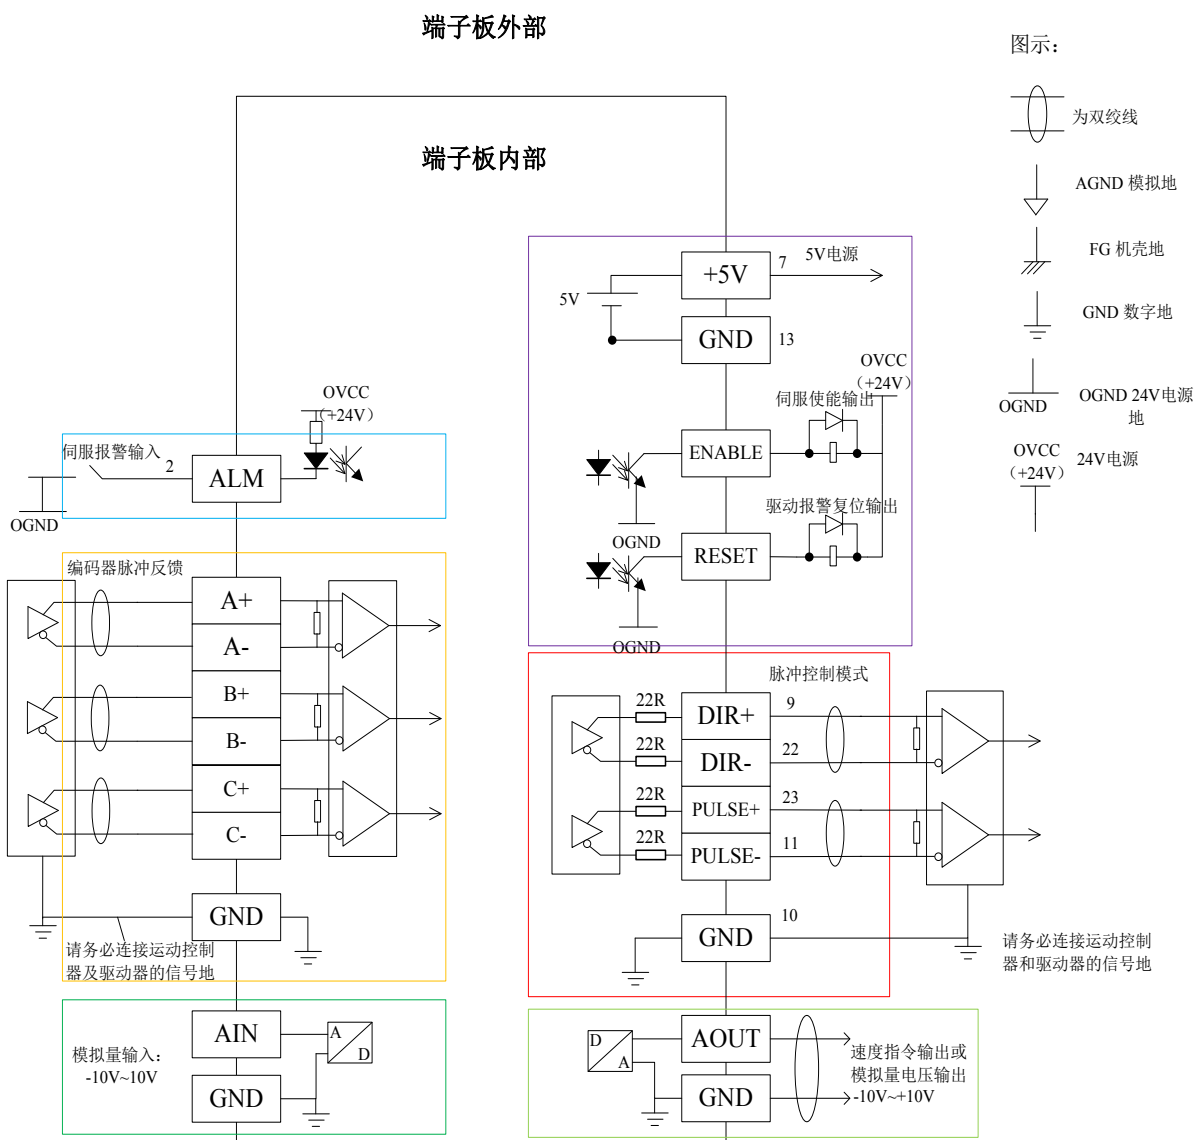 端子板外部
图示：
为双绞线
端子板内部
AGND 模拟地
FG 机壳地
GND 数字地
OGND
OGND 24V电源
地
OVCC
（+24V）
24V电源
OVCC
（+24V）
伺服报警输入
2
ALM
OGND
编码器脉冲反馈
A+
A-
B+
B-
C+
C-
GND
请务必连接运动控制
器及驱动器的信号地
AIN
A
D
模拟量输入：
-10V~10V
GND
+5V
7
5V电源
5V
GND
13
OVCC
（+24V）
伺服使能输出
ENABLE
OGND
驱动报警复位输出
RESET
OGND
脉冲控制模式
22R
DIR+
9
22R
DIR-
22
22R
PULSE+
23
22R
PULSE-
11
GND
10
请务必连接运动控制
器和驱动器的信号地
D
A
AOUT
GND
速度指令输出或
模拟量电压输出
-10V~+10V